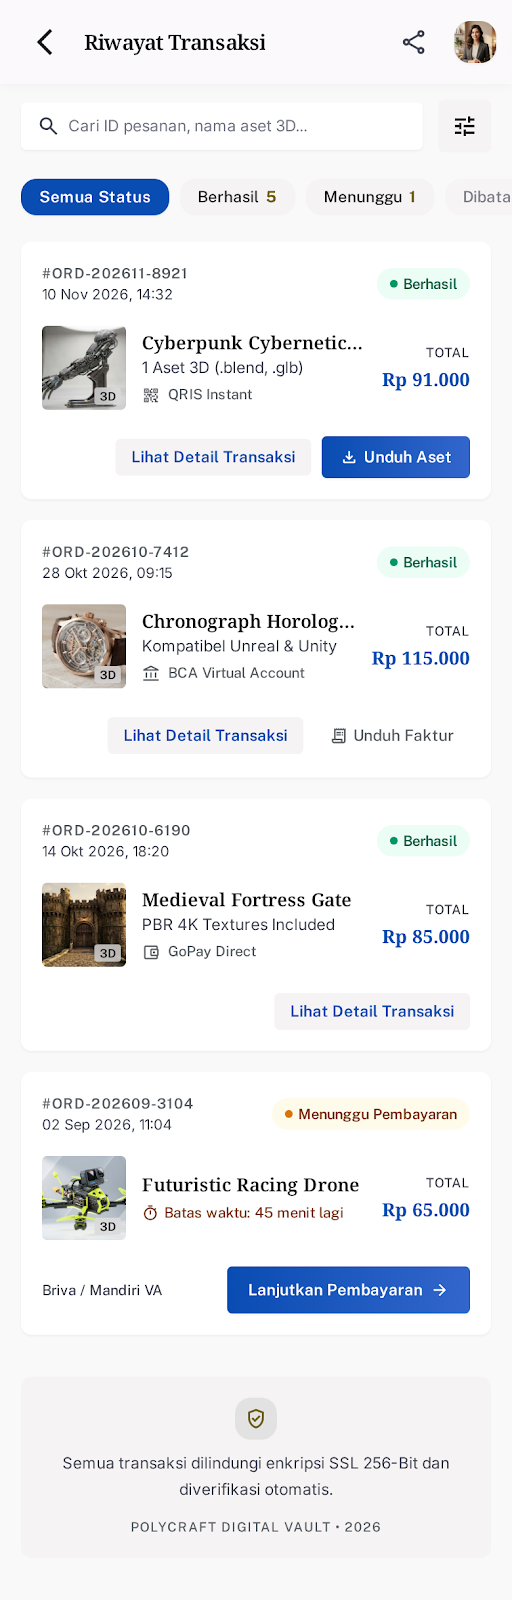 Riwayat Transaksi
Cari ID pesanan, nama aset 3D...
Semua Status
Berhasil 5
Menunggu 1
Dibata
#ORD-202611-8921
10 Nov 2026, 14:32
Berhasil
Cyberpunk Cybernetic...
1 Aset 3D (.blend, .glb)
QRIS Instant
3D
TOTAL
Rp 91.000
Lihat Detail Transaksi
Unduh Aset
#ORD-202610-7412
28 Okt 2026, 09:15
Berhasil
Chronograph Horolog...
Kompatibel Unreal & Unity
BCA Virtual Account
3D
TOTAL
Rp 115.000
Lihat Detail Transaksi
Unduh Faktur
#ORD-202610-6190
14 Okt 2026, 18:20
Berhasil
Medieval Fortress Gate
PBR 4K Textures Included
GoPay Direct
3D
TOTAL
Rp 85.000
Lihat Detail Transaksi
#ORD-202609-3104
02 Sep 2026, 11:04
Menunggu Pembayaran
Futuristic Racing Drone
Batas waktu: 45 menit lagi
3D
TOTAL
Rp 65.000
Briva / Mandiri VA
Lanjutkan Pembayaran
Semua transaksi dilindungi enkripsi SSL 256-Bit dan
diverifikasi otomatis.
POLYCRAFT DIGITAL VAULT • 2026